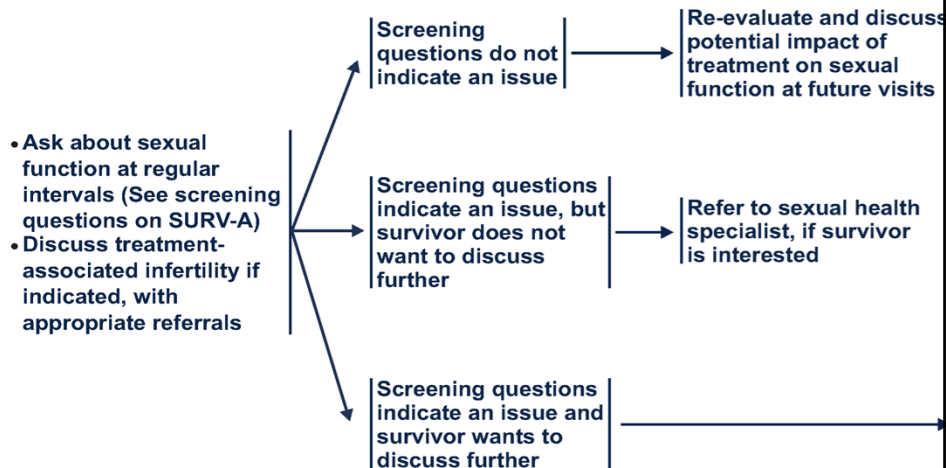 • Ask about sexual
function at regular
intervals (See screening
questions on SURV-A)
• Discuss treatment-
associated infertility if
indicated, with
appropriate referrals
Screening
questions do not
indicate an issue
Re-evaluate and discuss
potential impact of
treatment on sexual
function at future visits
Screening questions
indicate an issue, but
survivor does not
want to discuss
further
Refer to sexual health
specialist, if survivor
is interested
Screening questions
indicate an issue and
survivor wants to
discuss further